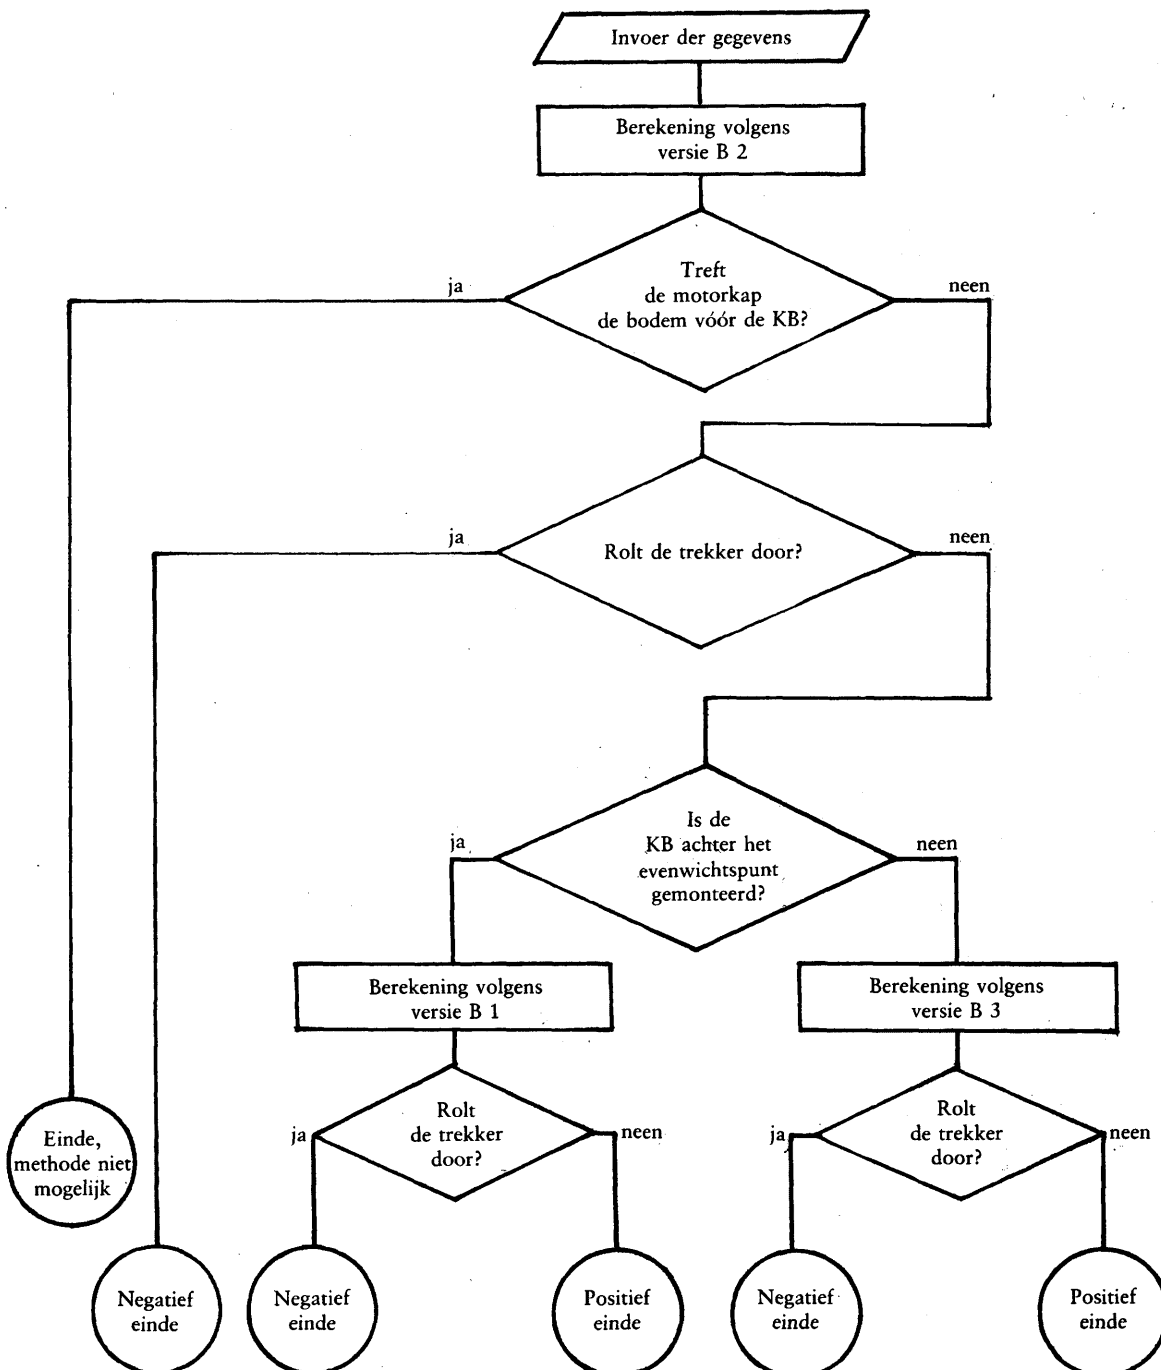 Invoer der gegevens
Berekening volgens
versie B 2
Treft
de motorkap
de bodem vóór de KB?
ja
neen
Rolt de trekker door?
ja
neen
Is de
KB achter het
evenwichtspunt
gemonteerd?
ja
neen
Berekening volgens
versie B 1
Berekening volgens
versie B 3
Rolt
de trekker
door?
ja
neen
Rolt
de trekker
door?
ja
neen
Einde,
methode niet
mogelijk
Negatief
einde
Negatief
einde
Positief
einde
Negatief
einde
Positief
einde